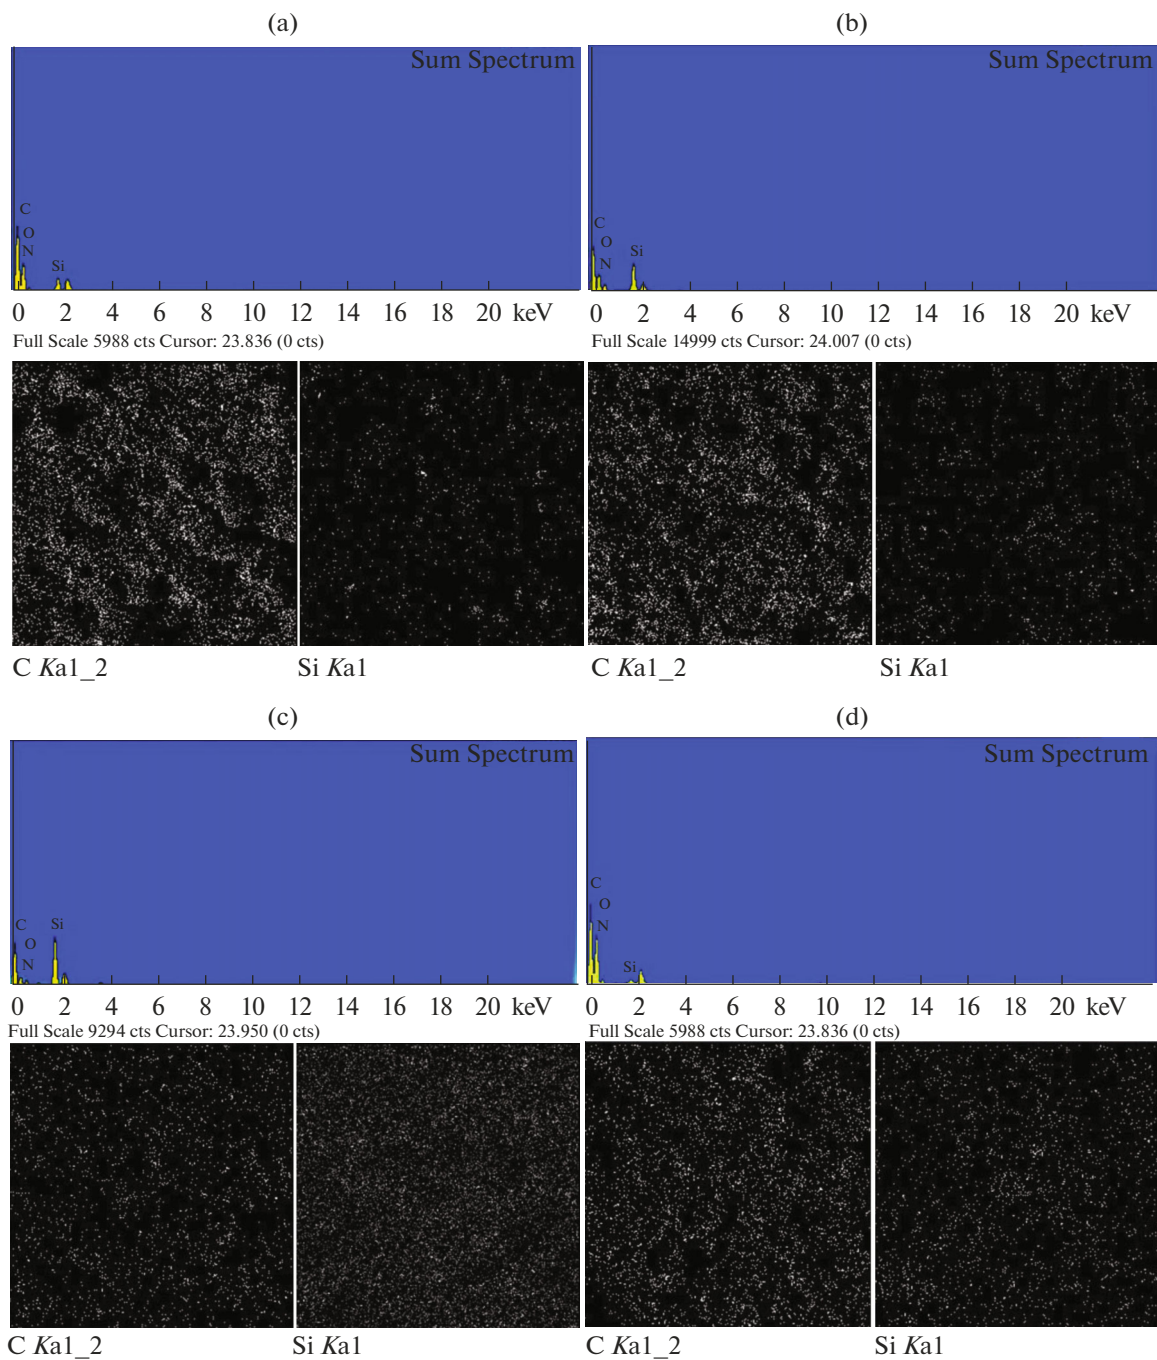 (a)
Sum Spectrum
C
O
N
Si
0 2 4 6 8 10 12 14 16 18 20 keV
Full Scale 5988 cts Cursor: 23.836 (0 cts)
C Ka1_2
Si Ka1
(b)
Sum Spectrum
C
O
N
Si
0 2 4 6 8 10 12 14 16 18 20 keV
Full Scale 14999 cts Cursor: 24.007 (0 cts)
C Ka1_2
Si Ka1
(c)
Sum Spectrum
C
O
N
Si
0 2 4 6 8 10 12 14 16 18 20 keV
Full Scale 9294 cts Cursor: 23.950 (0 cts)
C Ka1_2
Si Ka1
(d)
Sum Spectrum
C
O
N
Si
0 2 4 6 8 10 12 14 16 18 20 keV
Full Scale 5988 cts Cursor: 23.836 (0 cts)
C Ka1_2
Si Ka1